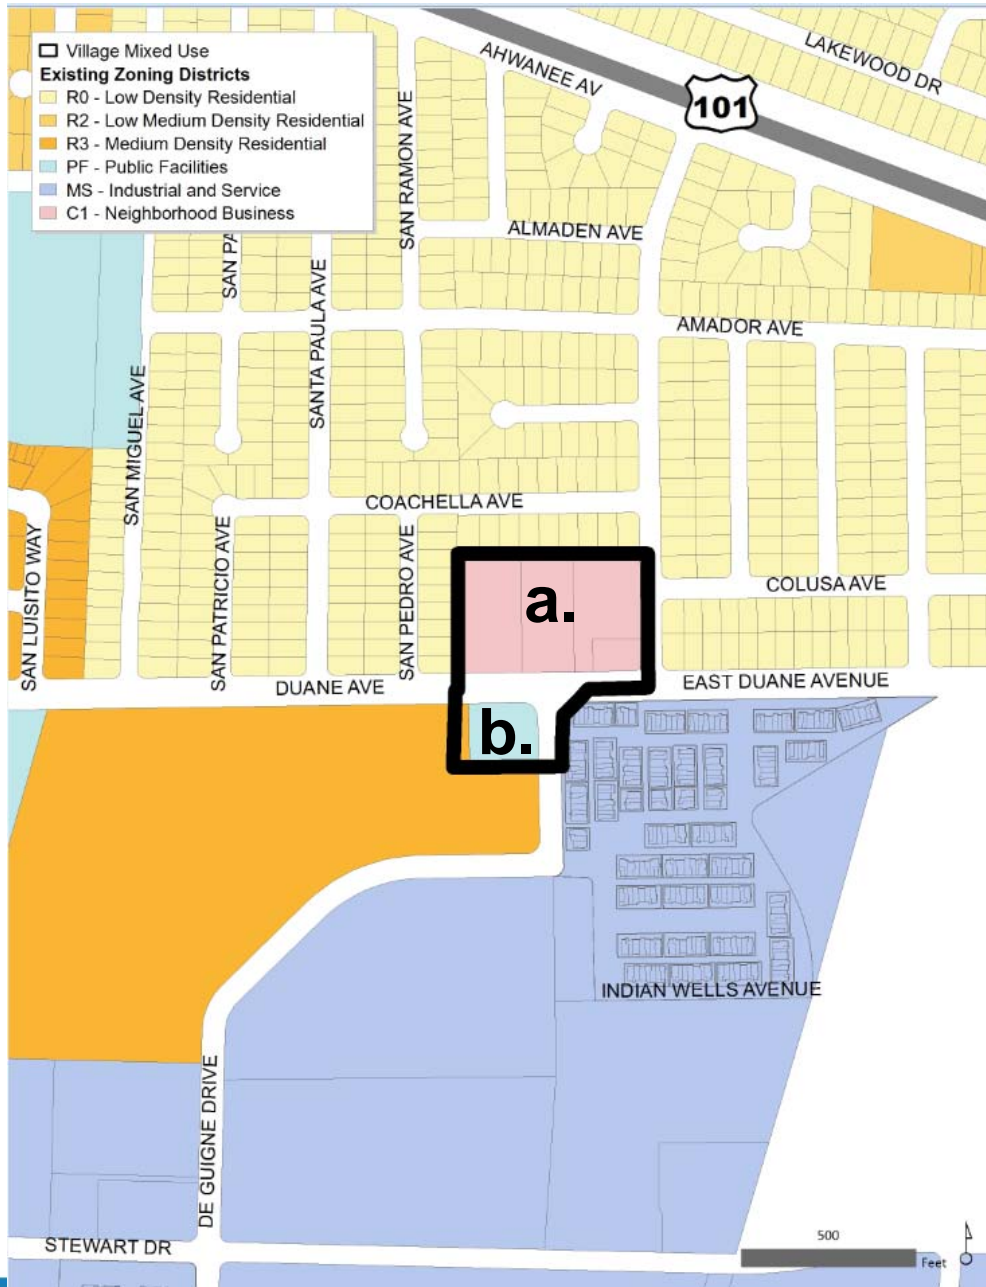 Village Mixed Use
Existing Zoning Districts
R0 - Low Density Residential
R2 - Low Medium Density Residential
R3 - Medium Density Residential
PF - Public Facilities
MS - Industrial and Service
C1 - Neighborhood Business
AHWANEE AV
LAKEWOOD DR
101
SAN RAMON AVE
ALMADEN AVE
SAN PA
SANTA PAULA AVE
AMADOR AVE
SAN MIGUEL AVE
COACHELLA AVE
SAN LUISITO WAY
SAN PATRICIO AVE
SAN PEDRO AVE
a.
COLUSA AVE
DUANE AVE
EAST DUANE AVENUE
b.
INDIAN WELLS AVENUE
DE GUIGNE DRIVE
STEWART DR
500
Feet